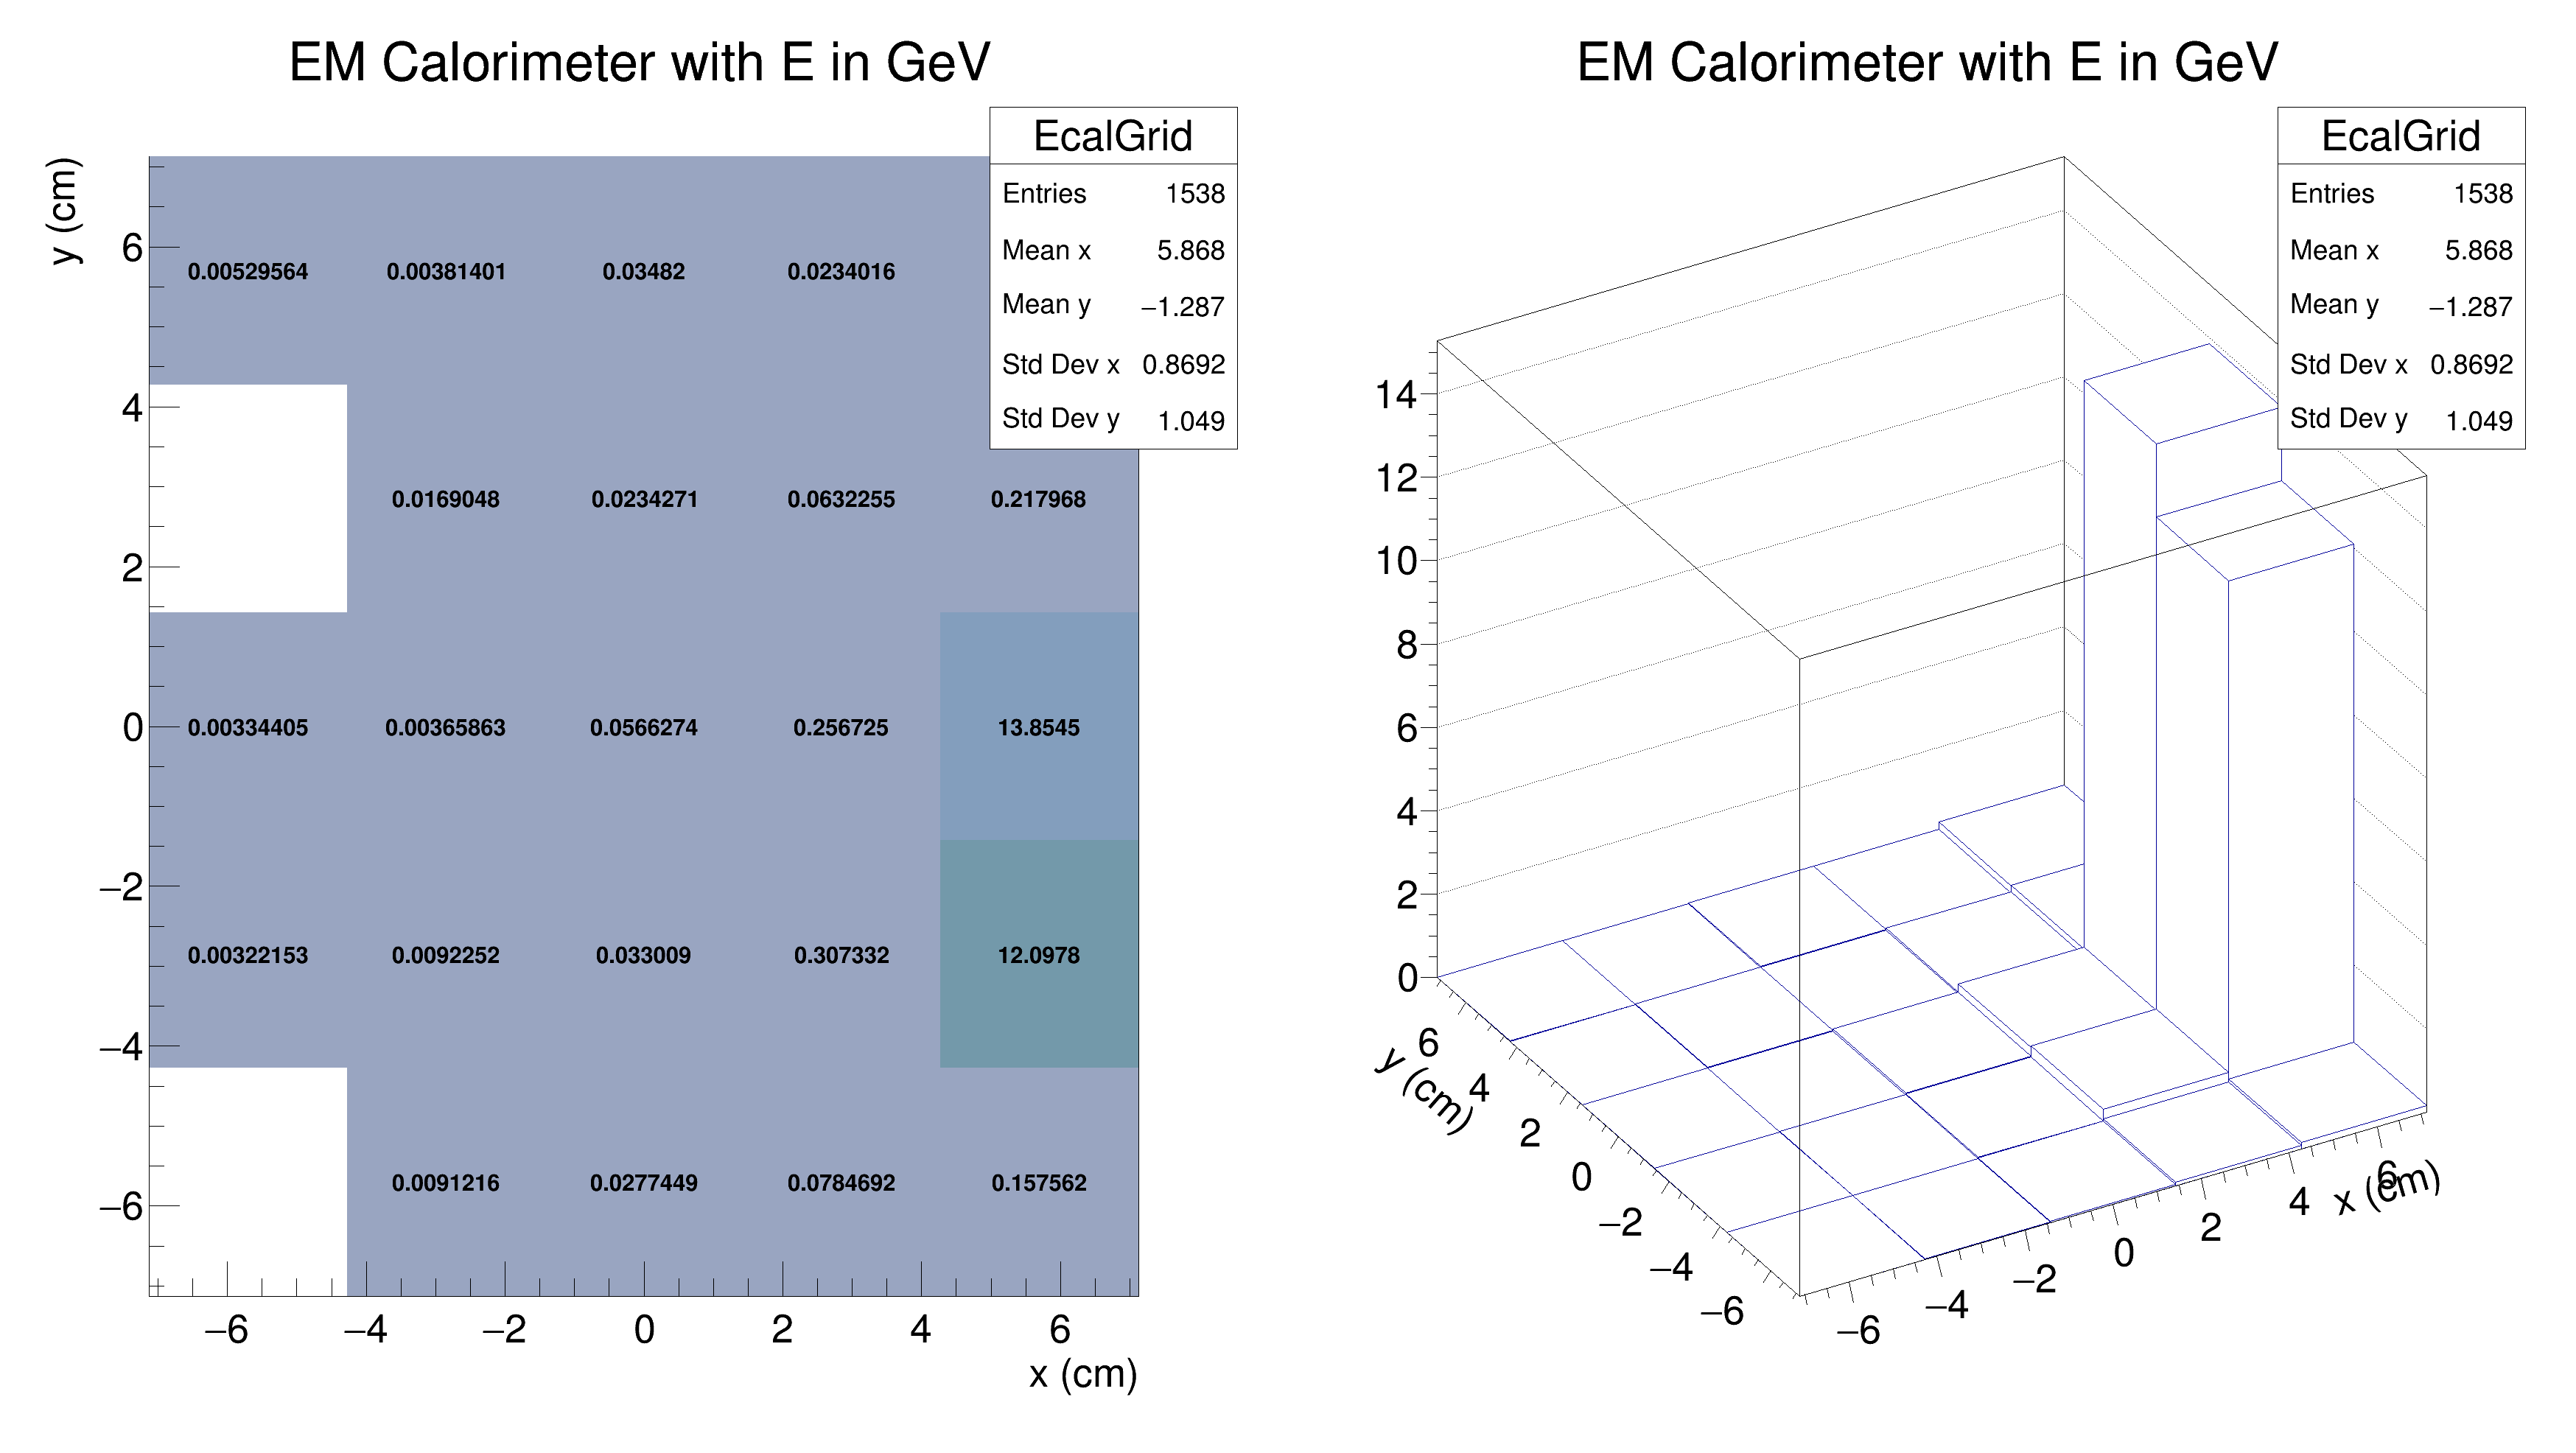 EM Calorimeter with E in GeV
EcalGrid
Entries 1538
Mean x 5.868
Mean y −1.287
Std Dev x 0.8692
Std Dev y 1.049
y (cm)
6
0.00529564 0.00381401 0.03482 0.0234016
4
0.0169048 0.0234271 0.0632255 0.217968
2
0 0.00334405 0.00365863 0.0566274 0.256725 13.8545
−2
0.00322153 0.0092252 0.033009 0.307332 12.0978
−4
0.0091216 0.0277449 0.0784692 0.157562
−6
−6 −4 −2 0 2 4 6
x (cm)
EM Calorimeter with E in GeV
EcalGrid
Entries 1538
Mean x 5.868
Mean y −1.287
Std Dev x 0.8692
Std Dev y 1.049
14
12
10
8
6
4
2
0
6
4
2
0
−2
−4
−6
y (cm)
−6
−4
−2
0
2
4
6
x (cm)